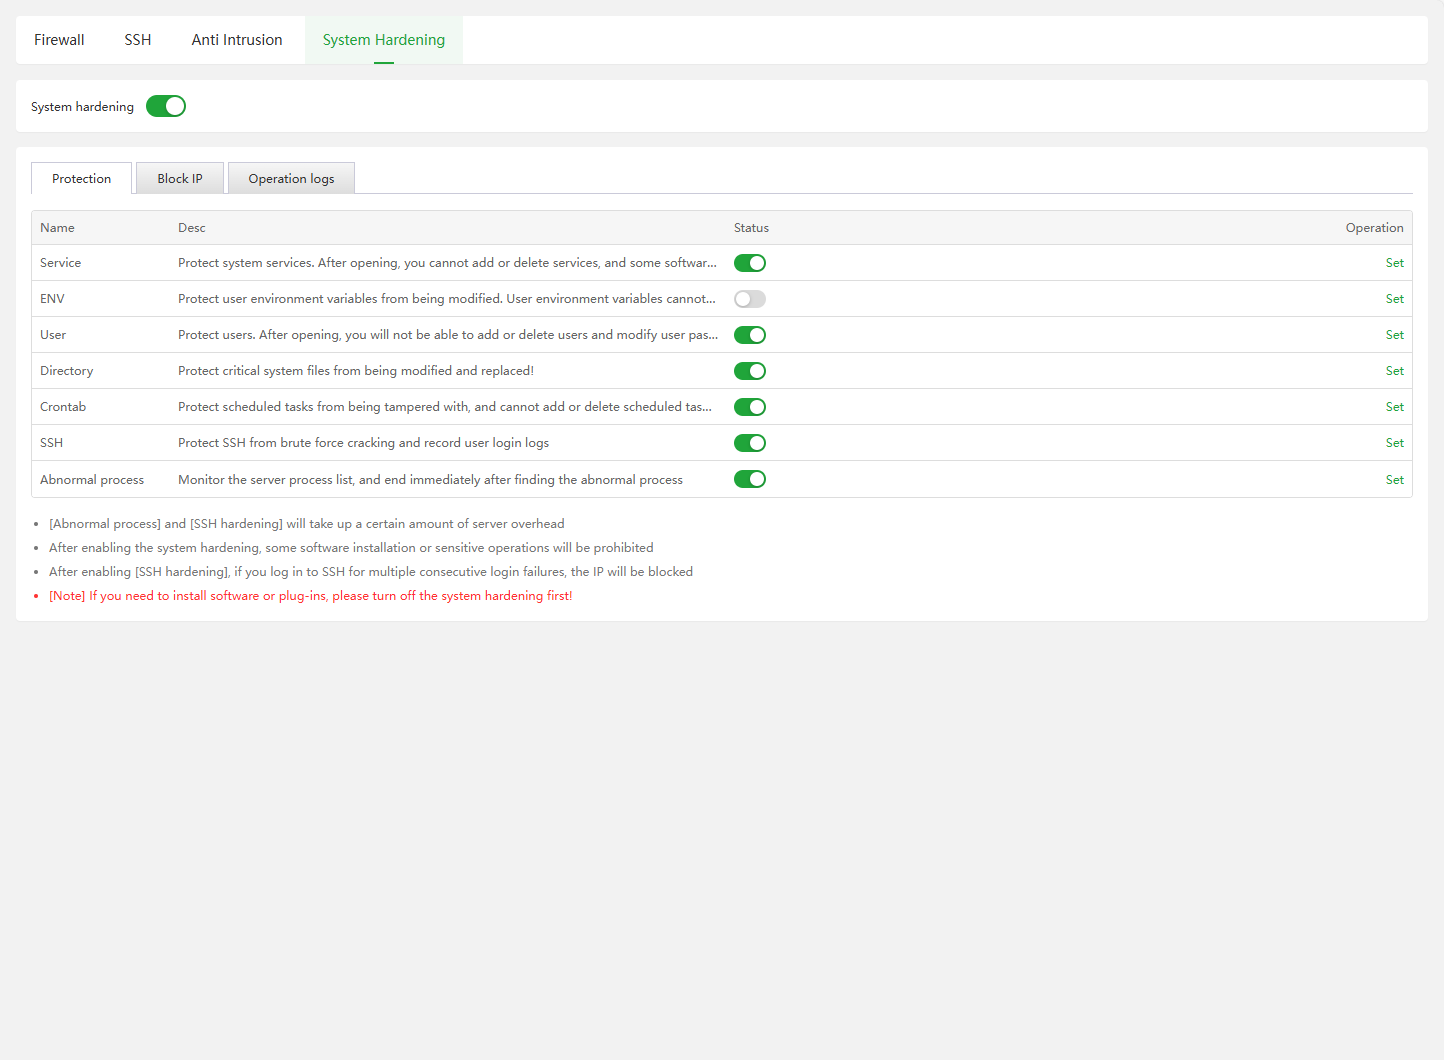 Firewall SSH Anti Intrusion System Hardening
System hardening
Protection Block IP Operation logs
Name Desc Status Operation
Service Protect system services. After opening, you cannot add or delete services, and some softwar... Set
ENV Protect user environment variables from being modified. User environment variables cannot... Set
User Protect users. After opening, you will not be able to add or delete users and modify user pas... Set
Directory Protect critical system files from being modified and replaced! Set
Crontab Protect scheduled tasks from being tampered with, and cannot add or delete scheduled tas... Set
SSH Protect SSH from brute force cracking and record user login logs Set
Abnormal process Monitor the server process list, and end immediately after finding the abnormal process Set
• [Abnormal process] and [SSH hardening] will take up a certain amount of server overhead
• After enabling the system hardening, some software installation or sensitive operations will be prohibited
• After enabling [SSH hardening], if you log in to SSH for multiple consecutive login failures, the IP will be blocked
• [Note] If you need to install software or plug-ins, please turn off the system hardening first!